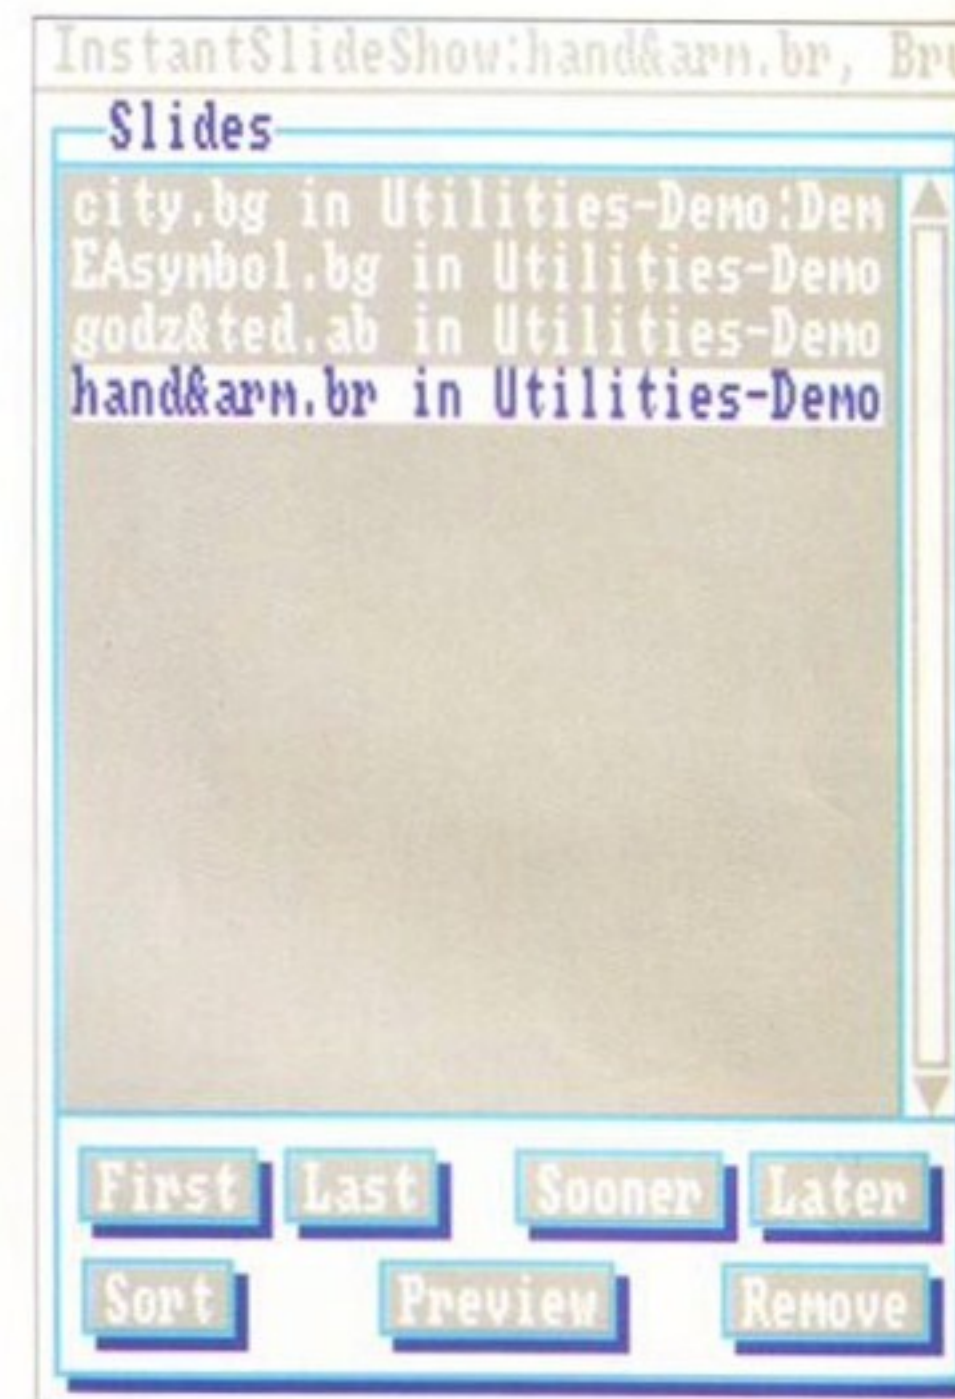 InstantSlideShow:hand&arm.br, Bru
Slides
city.bg in Utilities-Demo:Dem
EAsymbol.bg in Utilities-Demo
godz&ted.ab in Utilities-Demo
hand&arm.br in Utilities-Demo
First Last Sooner Later
Sort Preview Remove